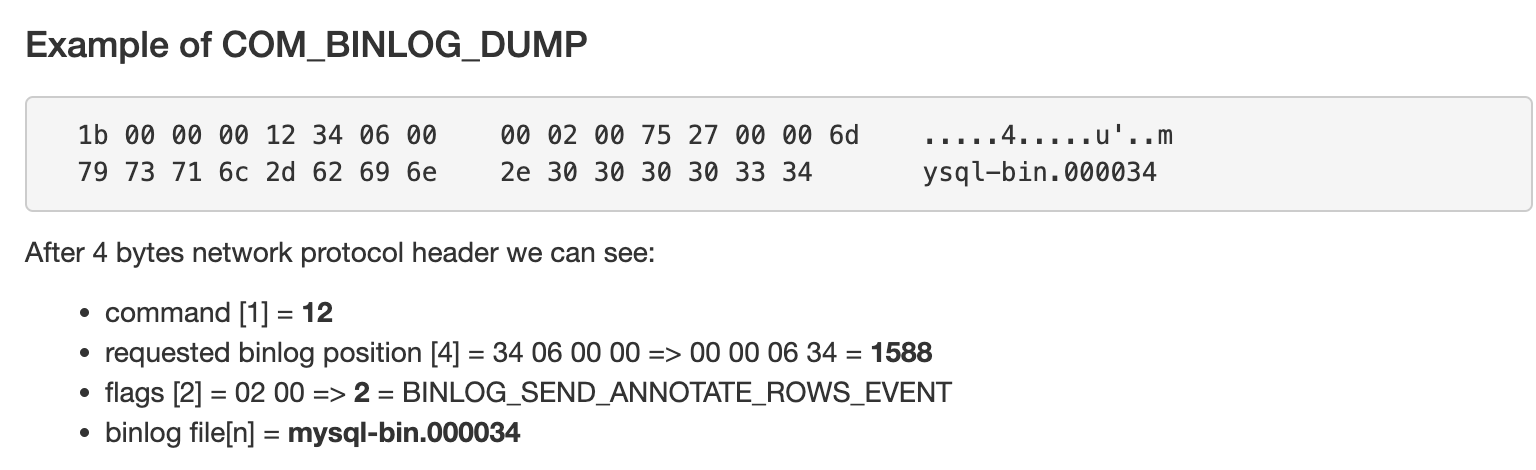 Example of COM_BINLOG_DUMP
1b 00 00 00 12 34 06 00    00 02 00 75 27 00 00 6d    .....4.....u'..m
79 73 71 6c 2d 62 69 6e    2e 30 30 30 30 33 34       ysql-bin.000034
After 4 bytes network protocol header we can see:
• command [1] = 12
• requested binlog position [4] = 34 06 00 00 => 00 00 06 34 = 1588
• flags [2] = 02 00 => 2 = BINLOG_SEND_ANNOTATE_ROWS_EVENT
• binlog file[n] = mysql-bin.000034